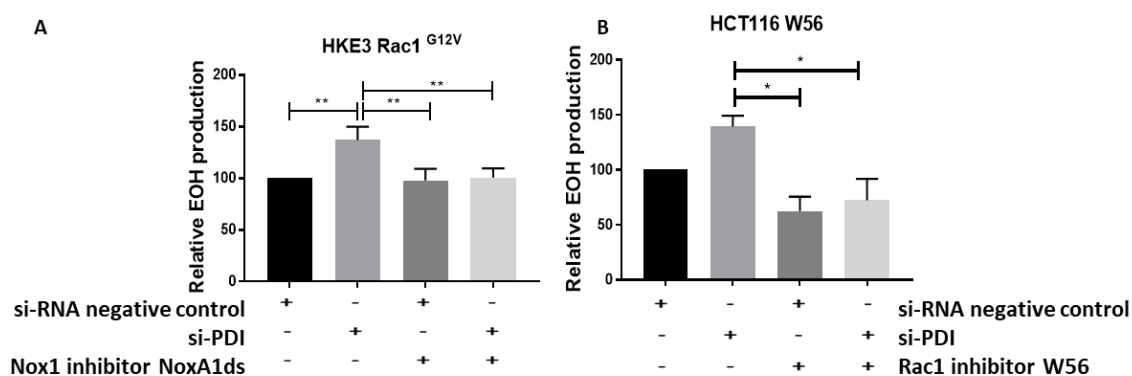 A
HKE3 Rac1 G12V
Relative EOH production
200
150
100
50
0
**
**
**
si-RNA negative control + - + -
si-PDI - + - +
Nox1 inhibitor NoxA1ds - - + +
B
HCT116 W56
Relative EOH production
200
150
100
50
0
*
*
+ - + - si-RNA negative control
- + - + si-PDI
- - + + Rac1 inhibitor W56